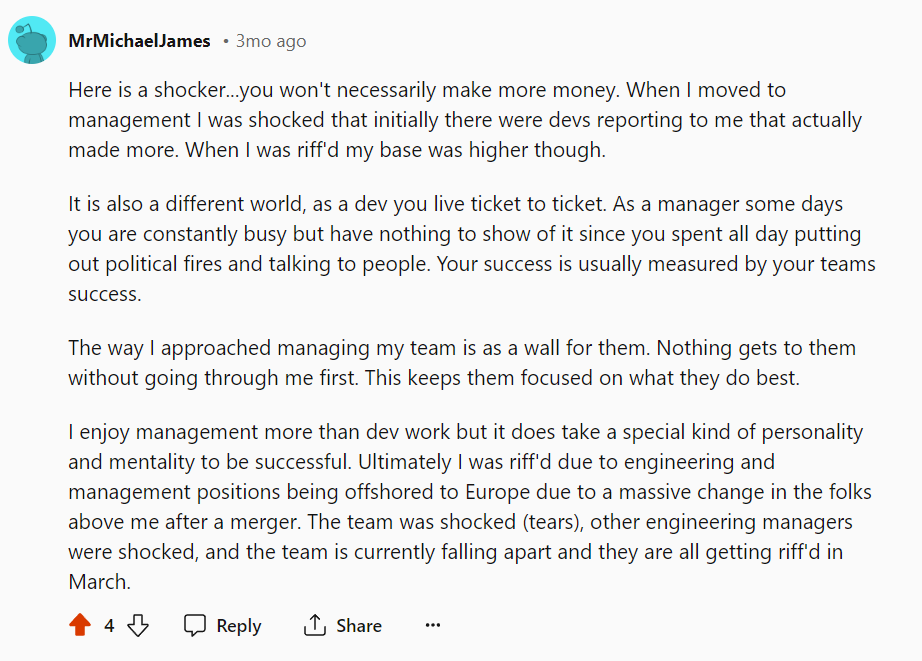 MrMichaelJames • 3mo ago
Here is a shocker...you won't necessarily make more money. When I moved to
management I was shocked that initially there were devs reporting to me that actually
made more. When I was riff'd my base was higher though.
It is also a different world, as a dev you live ticket to ticket. As a manager some days
you are constantly busy but have nothing to show of it since you spent all day putting
out political fires and talking to people. Your success is usually measured by your teams
success.
The way I approached managing my team is as a wall for them. Nothing gets to them
without going through me first. This keeps them focused on what they do best.
I enjoy management more than dev work but it does take a special kind of personality
and mentality to be successful. Ultimately I was riff'd due to engineering and
management positions being offshored to Europe due to a massive change in the folks
above me after a merger. The team was shocked (tears), other engineering managers
were shocked, and the team is currently falling apart and they are all getting riff'd in
March.
4 Reply Share ...